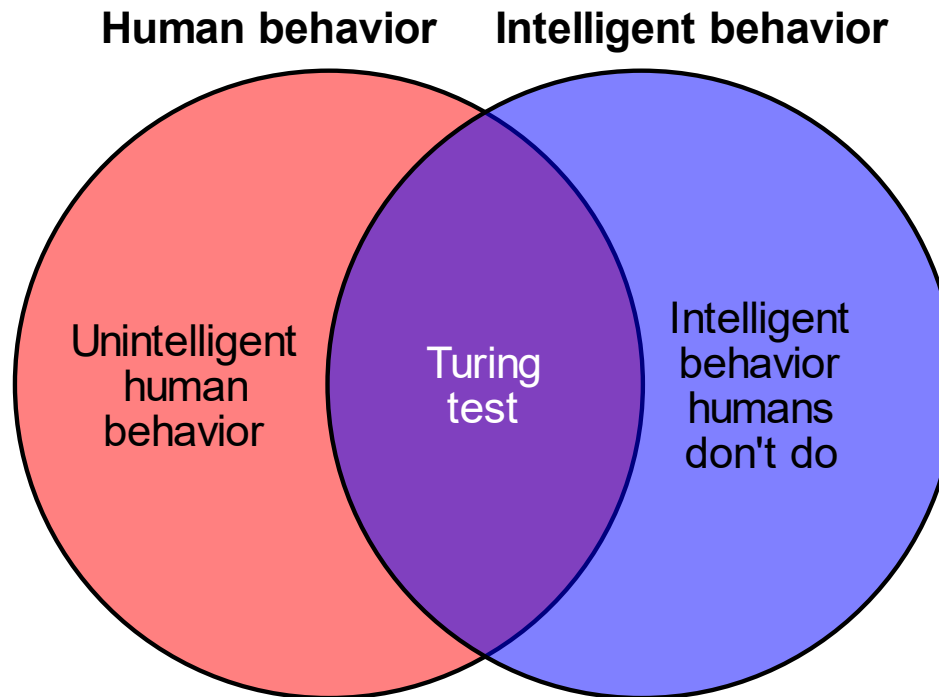 Human behavior
Intelligent behavior
Unintelligent
human
behavior
Turing
test
Intelligent
behavior
humans
don't do